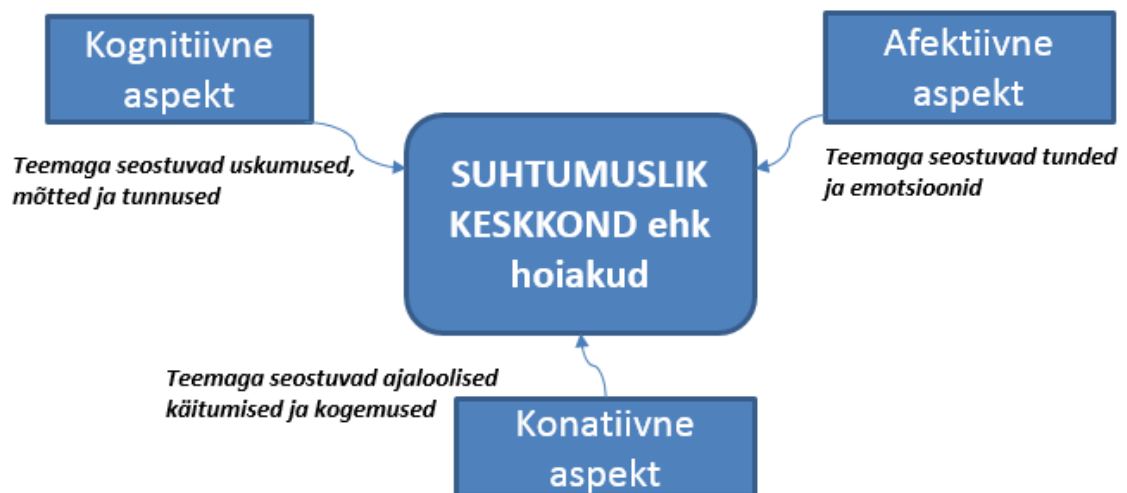 Kognitiivne
aspekt
Afektiivne
aspekt
Teemaga seostuvad uskumused,
mõtted ja tunnused
SUHTUMUSLIK
KESKKOND ehk
hoiakud
Teemaga seostuvad tunded
ja emotsioonid
Teemaga seostuvad ajaloolised
käitumised ja kogemused
Konatiivne
aspekt